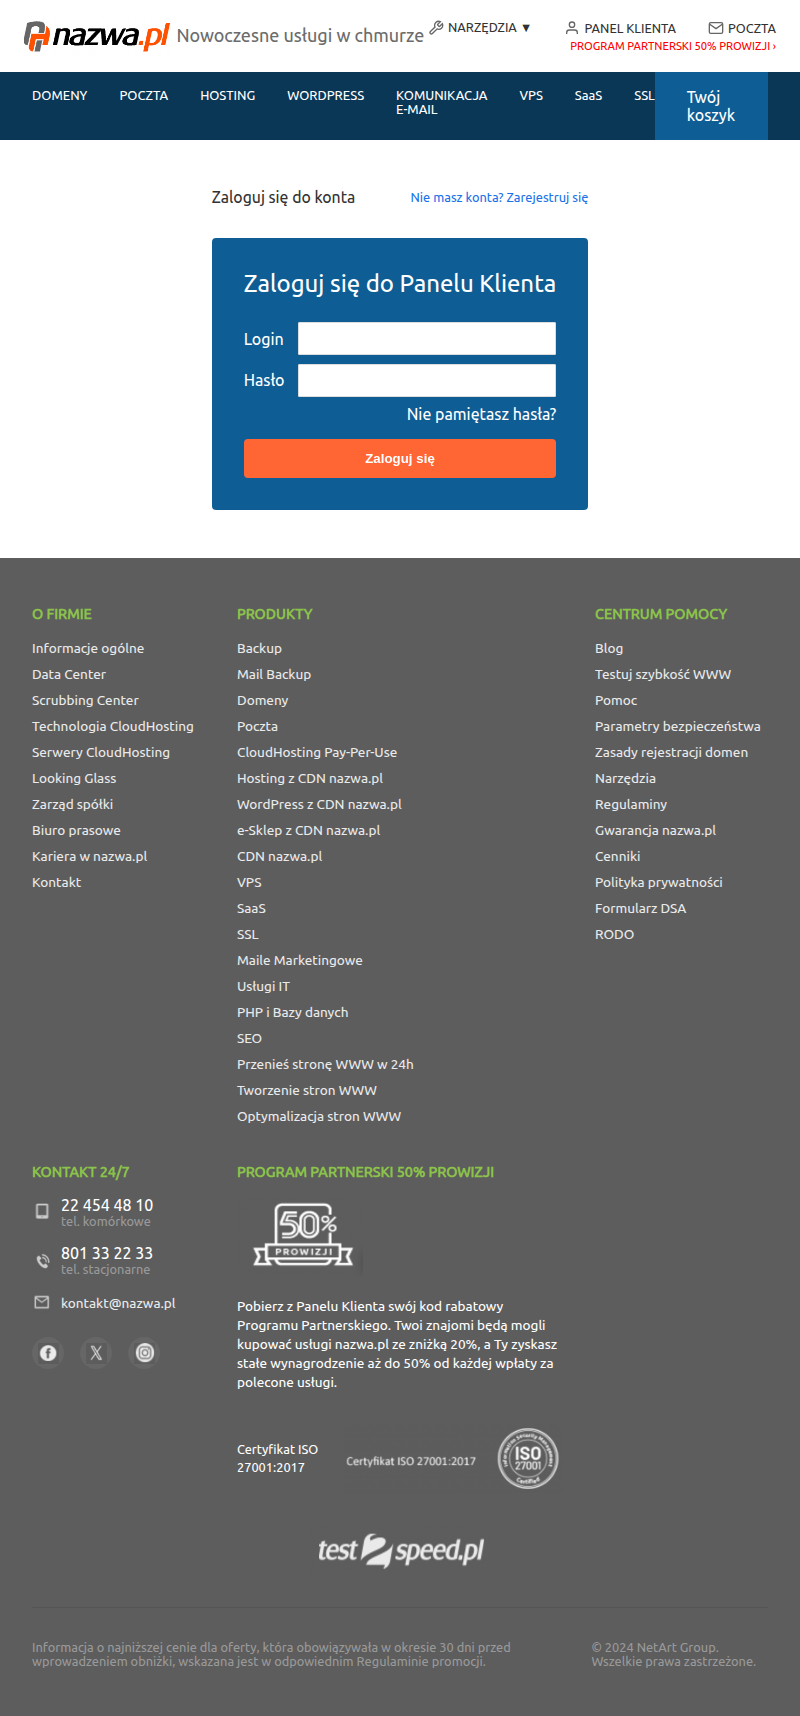 nazwa.pl Nowoczesne usługi w chmurze
NARZĘDZIA ▼
PANEL KLIENTA
POCZTA
PROGRAM PARTNERSKI 50% PROWIZJI ›
DOMENY
POCZTA
HOSTING
WORDPRESS
KOMUNIKACJA
E-MAIL
VPS
SaaS
SSL
Twój
koszyk
Zaloguj się do konta
Nie masz konta? Zarejestruj się
Zaloguj się do Panelu Klienta
Login
Hasło
Nie pamiętasz hasła?
Zaloguj się
O FIRMIE
Informacje ogólne
Data Center
Scrubbing Center
Technologia CloudHosting
Serwery CloudHosting
Looking Glass
Zarząd spółki
Biuro prasowe
Kariera w nazwa.pl
Kontakt
PRODUKTY
Backup
Mail Backup
Domeny
Poczta
CloudHosting Pay-Per-Use
Hosting z CDN nazwa.pl
WordPress z CDN nazwa.pl
e-Sklep z CDN nazwa.pl
CDN nazwa.pl
VPS
SaaS
SSL
Maile Marketingowe
Usługi IT
PHP i Bazy danych
SEO
Przenieś stronę WWW w 24h
Tworzenie stron WWW
Optymalizacja stron WWW
CENTRUM POMOCY
Blog
Testuj szybkość WWW
Pomoc
Parametry bezpieczeństwa
Zasady rejestracji domen
Narzędzia
Regulaminy
Gwarancja nazwa.pl
Cenniki
Polityka prywatności
Formularz DSA
RODO
KONTAKT 24/7
22 454 48 10
tel. komórkowe
801 33 22 33
tel. stacjonarne
kontakt@nazwa.pl
PROGRAM PARTNERSKI 50% PROWIZJI
50%
PROWIZJI
Pobierz z Panelu Klienta swój kod rabatowy
Programu Partnerskiego. Twoi znajomi będą mogli
kupować usługi nazwa.pl ze zniżką 20%, a Ty zyskasz
stałe wynagrodzenie aż do 50% od każdej wpłaty za
polecone usługi.
Certyfikat ISO
27001:2017
Certyfikat ISO 27001:2017
Information Security Management
ISO
27001
Certified
test2speed.pl
Informacja o najniższej cenie dla oferty, która obowiązywała w okresie 30 dni przed
wprowadzeniem obniżki, wskazana jest w odpowiednim Regulaminie promocji.
© 2024 NetArt Group.
Wszelkie prawa zastrzeżone.